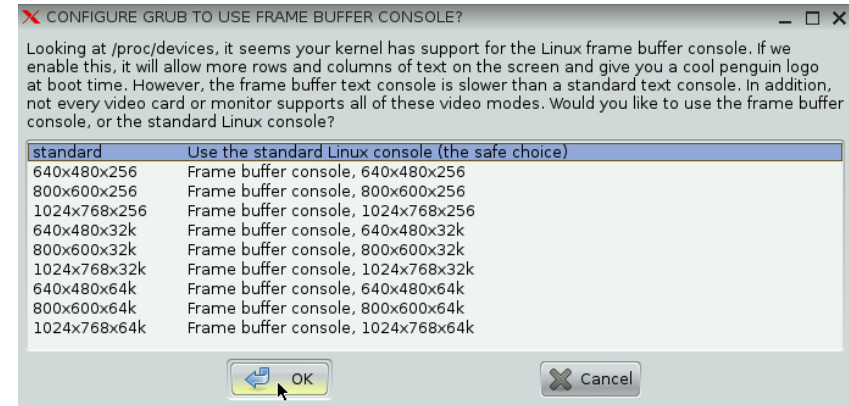 CONFIGURE GRUB TO USE FRAME BUFFER CONSOLE?
Looking at /proc/devices, it seems your kernel has support for the Linux frame buffer console. If we
enable this, it will allow more rows and columns of text on the screen and give you a cool penguin logo
at boot time. However, the frame buffer text console is slower than a standard text console. In addition,
not every video card or monitor supports all of these video modes. Would you like to use the frame buffer
console, or the standard Linux console?
standard Use the standard Linux console (the safe choice)
640x480x256 Frame buffer console, 640x480x256
800x600x256 Frame buffer console, 800x600x256
1024x768x256 Frame buffer console, 1024x768x256
640x480x32k Frame buffer console, 640x480x32k
800x600x32k Frame buffer console, 800x600x32k
1024x768x32k Frame buffer console, 1024x768x32k
640x480x64k Frame buffer console, 640x480x64k
800x600x64k Frame buffer console, 800x600x64k
1024x768x64k Frame buffer console, 1024x768x64k
OK Cancel